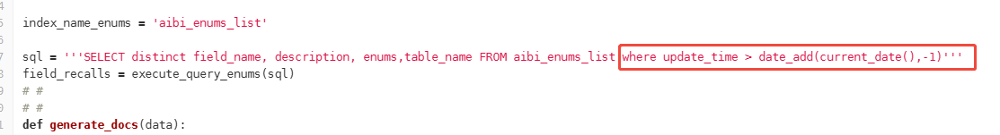 index_name_enums = 'aibi_enums_list'
sql = '''SELECT distinct field_name, description, enums,table_name FROM aibi_enums_list where update_time > date_add(current_date(),-1)'''
field_recalls = execute_query_enums(sql)
# #
# #
def generate_docs(data):